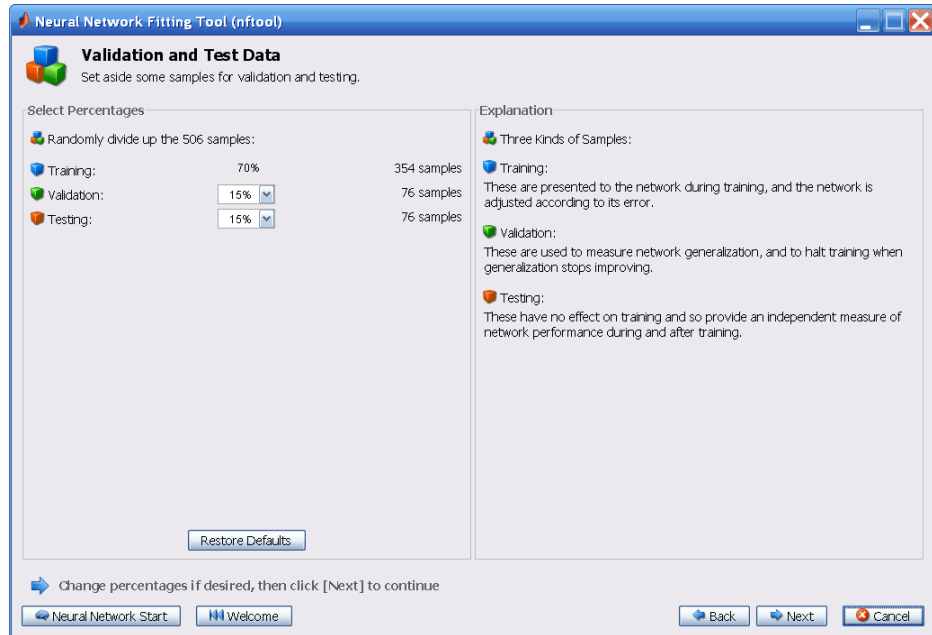 Neural Network Fitting Tool (nftool)
Validation and Test Data
Set aside some samples for validation and testing.
Select Percentages
Randomly divide up the 506 samples:
Training: 70% 354 samples
Validation: 15% 76 samples
Testing: 15% 76 samples
Restore Defaults
Explanation
Three Kinds of Samples:
Training:
These are presented to the network during training, and the network is
adjusted according to its error.
Validation:
These are used to measure network generalization, and to halt training when
generalization stops improving.
Testing:
These have no effect on training and so provide an independent measure of
network performance during and after training.
Change percentages if desired, then click [Next] to continue
Neural Network Start Welcome Back Next Cancel